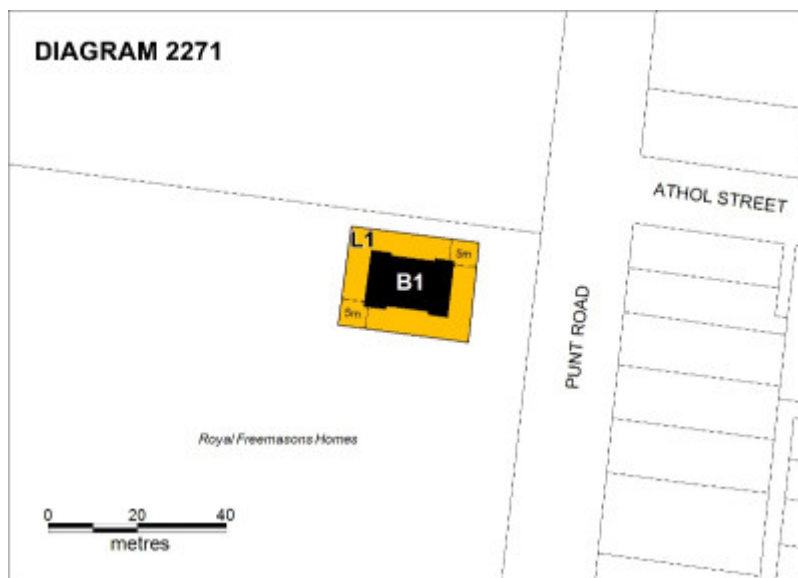 DIAGRAM 2271
ATHOL STREET
L1
5m
B1
5m
PUNT ROAD
Royal Freemasons Homes
0 20 40
metres